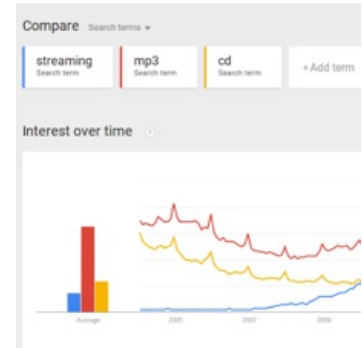 Compare Search terms
streaming mp3 cd + Add term
Search term Search term Search term
Interest over time
Average 2005 2007 2009